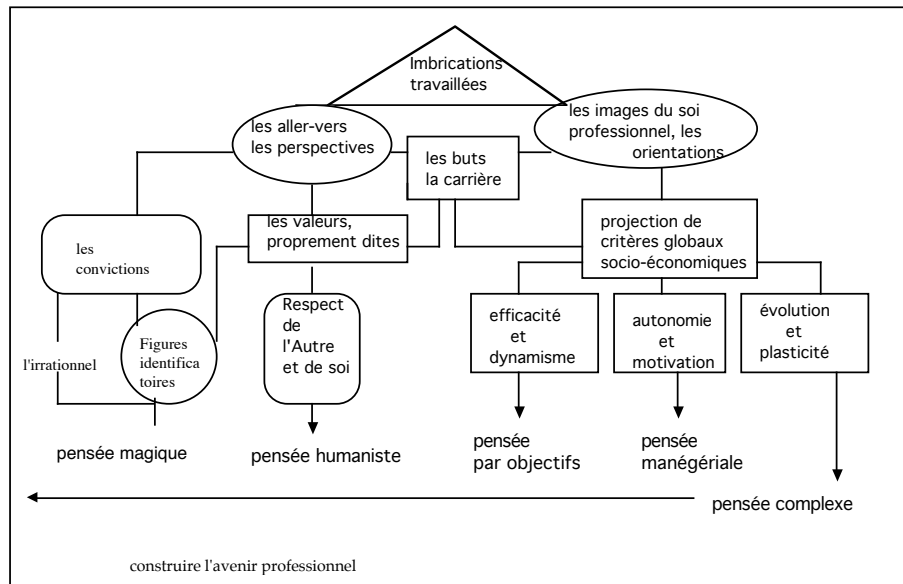 Imbrications
travaillées
les aller-vers
les perspectives
les images du soi
professionnel, les
orientations
les buts
la carrière
les valeurs,
proprement dites
projection de
critères globaux
socio-économiques
les
convictions
Respect
de
l'Autre
et de soi
efficacité
et
dynamisme
autonomie
et
motivation
évolution
et
plasticité
l'irrationnel
Figures
identifica
toires
pensée magique
pensée humaniste
pensée
par objectifs
pensée
manégériale
pensée complexe
construire l'avenir professionnel